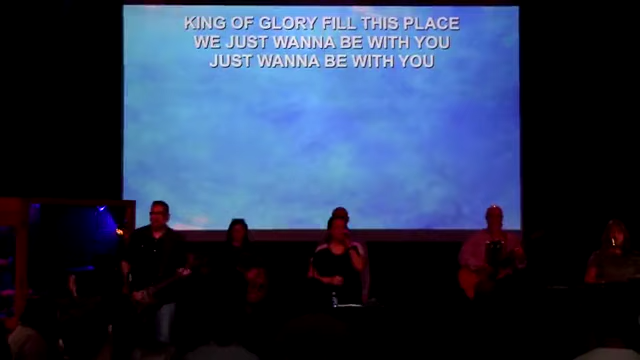 KING OF GLORY FILL THIS PLACE
WE JUST WANNA BE WITH YOU
JUST WANNA BE WITH YOU